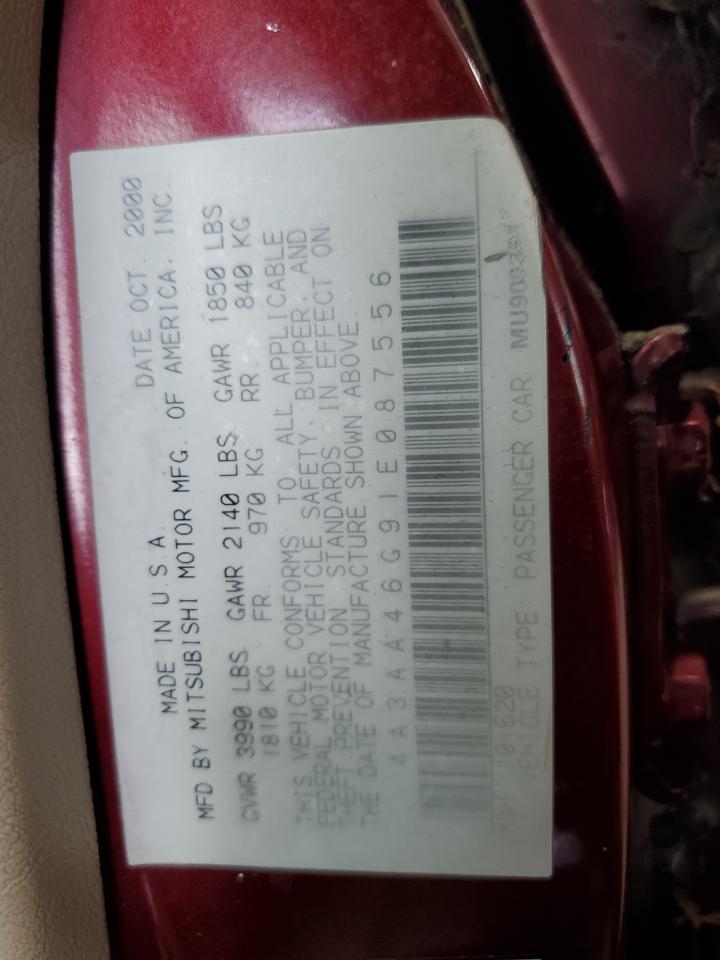 MADE IN U.S.A. DATE OCT. 2000
MFD BY MITSUBISHI MOTOR MFG. OF AMERICA, INC.
GVWR 3990 LBS GAWR 2140 LBS GAWR 1850 LBS
1810 KG FR. 970 KG RR. 840 KG
THIS VEHICLE CONFORMS TO ALL APPLICABLE
FEDERAL MOTOR VEHICLE SAFETY, BUMPER, AND
THEFT PREVENTION STANDARDS IN EFFECT ON
THE DATE OF MANUFACTURE SHOWN ABOVE.
4A3AA46G91E087556
10 620
VEHICLE TYPE: PASSENGER CAR